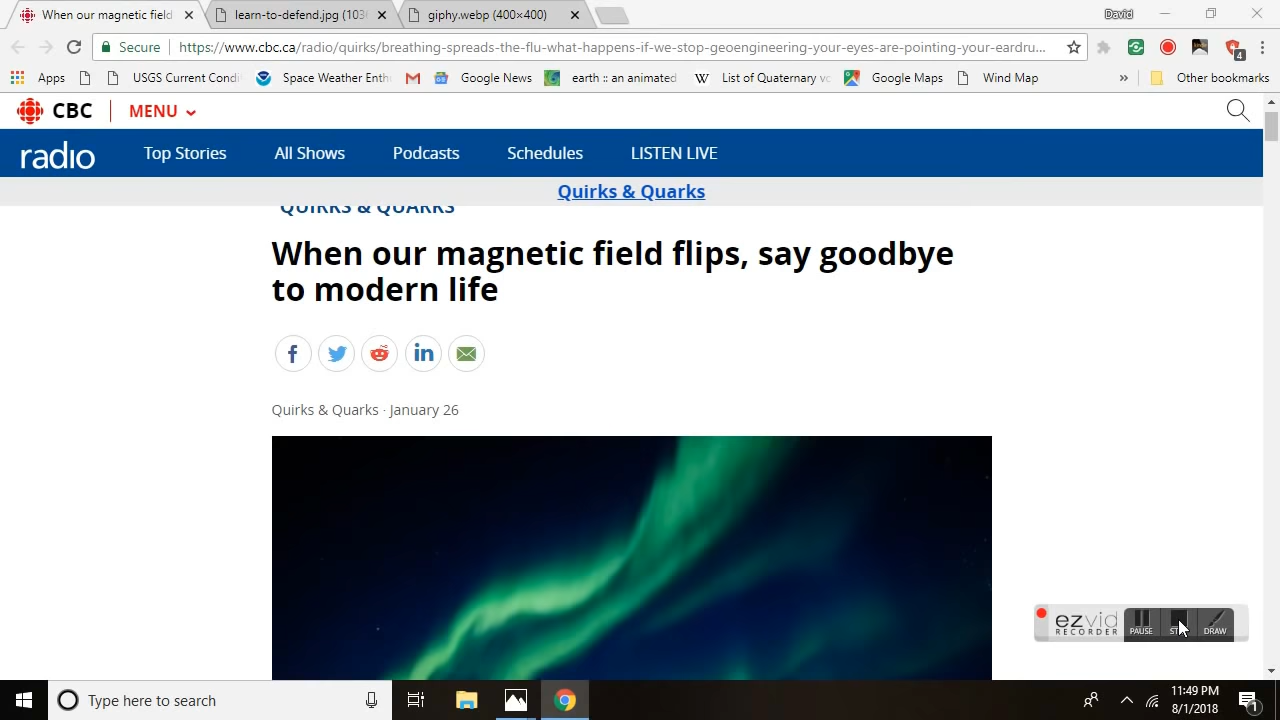 When our magnetic field
learn-to-defend.jpg (103
giphy.webp (400×400)
David
Secure
https://www.cbc.ca/radio/quirks/breathing-spreads-the-flu-what-happens-if-we-stop-geoengineering-your-eyes-are-pointing-your-eardru...
4
Apps
USGS Current Condi
Space Weather Enth
Google News
earth :: an animated
W
List of Quaternary vo
Google Maps
Wind Map
»
Other bookmarks
CBC
MENU
radio
Top Stories
All Shows
Podcasts
Schedules
LISTEN LIVE
Quirks & Quarks
QUIRKS & QUARKS
When our magnetic field flips, say goodbye
to modern life
f
in
Quirks & Quarks · January 26
ezvid
RECORDER
PAUSE
DRAW
Type here to search
11:49 PM
8/1/2018
1